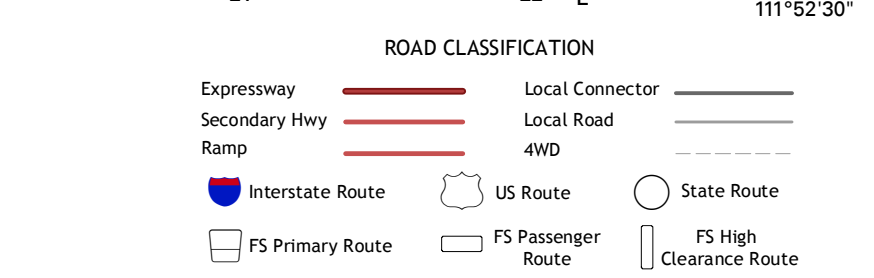 111°52'30"
ROAD CLASSIFICATION
Expressway
Local Connector
Secondary Hwy
Local Road
Ramp
4WD
Interstate Route
US Route
State Route
FS Primary Route
FS Passenger
Route
FS High
Clearance Route